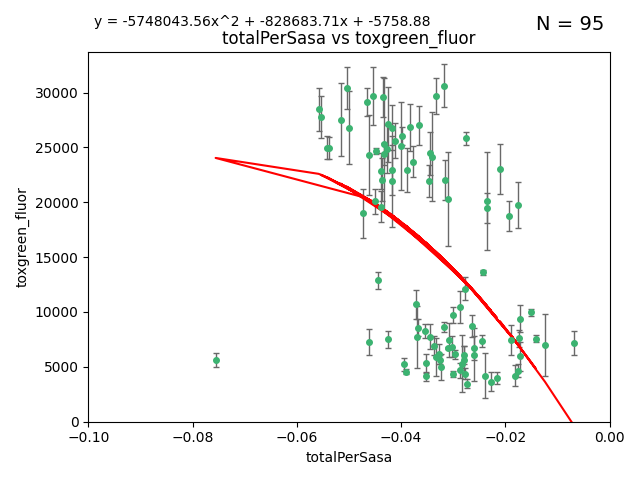 y = -5748043.56x^2 + -828683.71x + -5758.88
N = 95
totalPerSasa vs toxgreen_fluor
toxgreen_fluor
30000
25000
20000
15000
10000
5000
0
−0.10
−0.08
−0.06
−0.04
−0.02
0.00
totalPerSasa